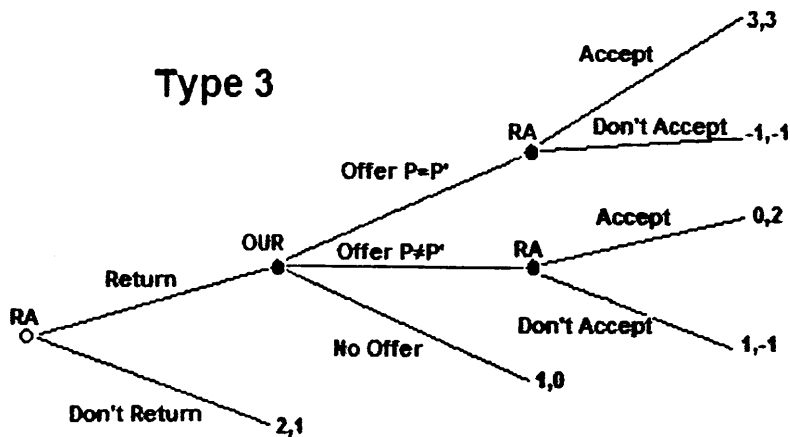 3,3
Accept
Type 3
RA
Don't Accept
-1,-1
Offer P=P'
Accept
0,2
OUR
Offer P≠P'
RA
Return
RA
Don't Accept
No Offer
1,-1
1,0
Don't Return
2,1